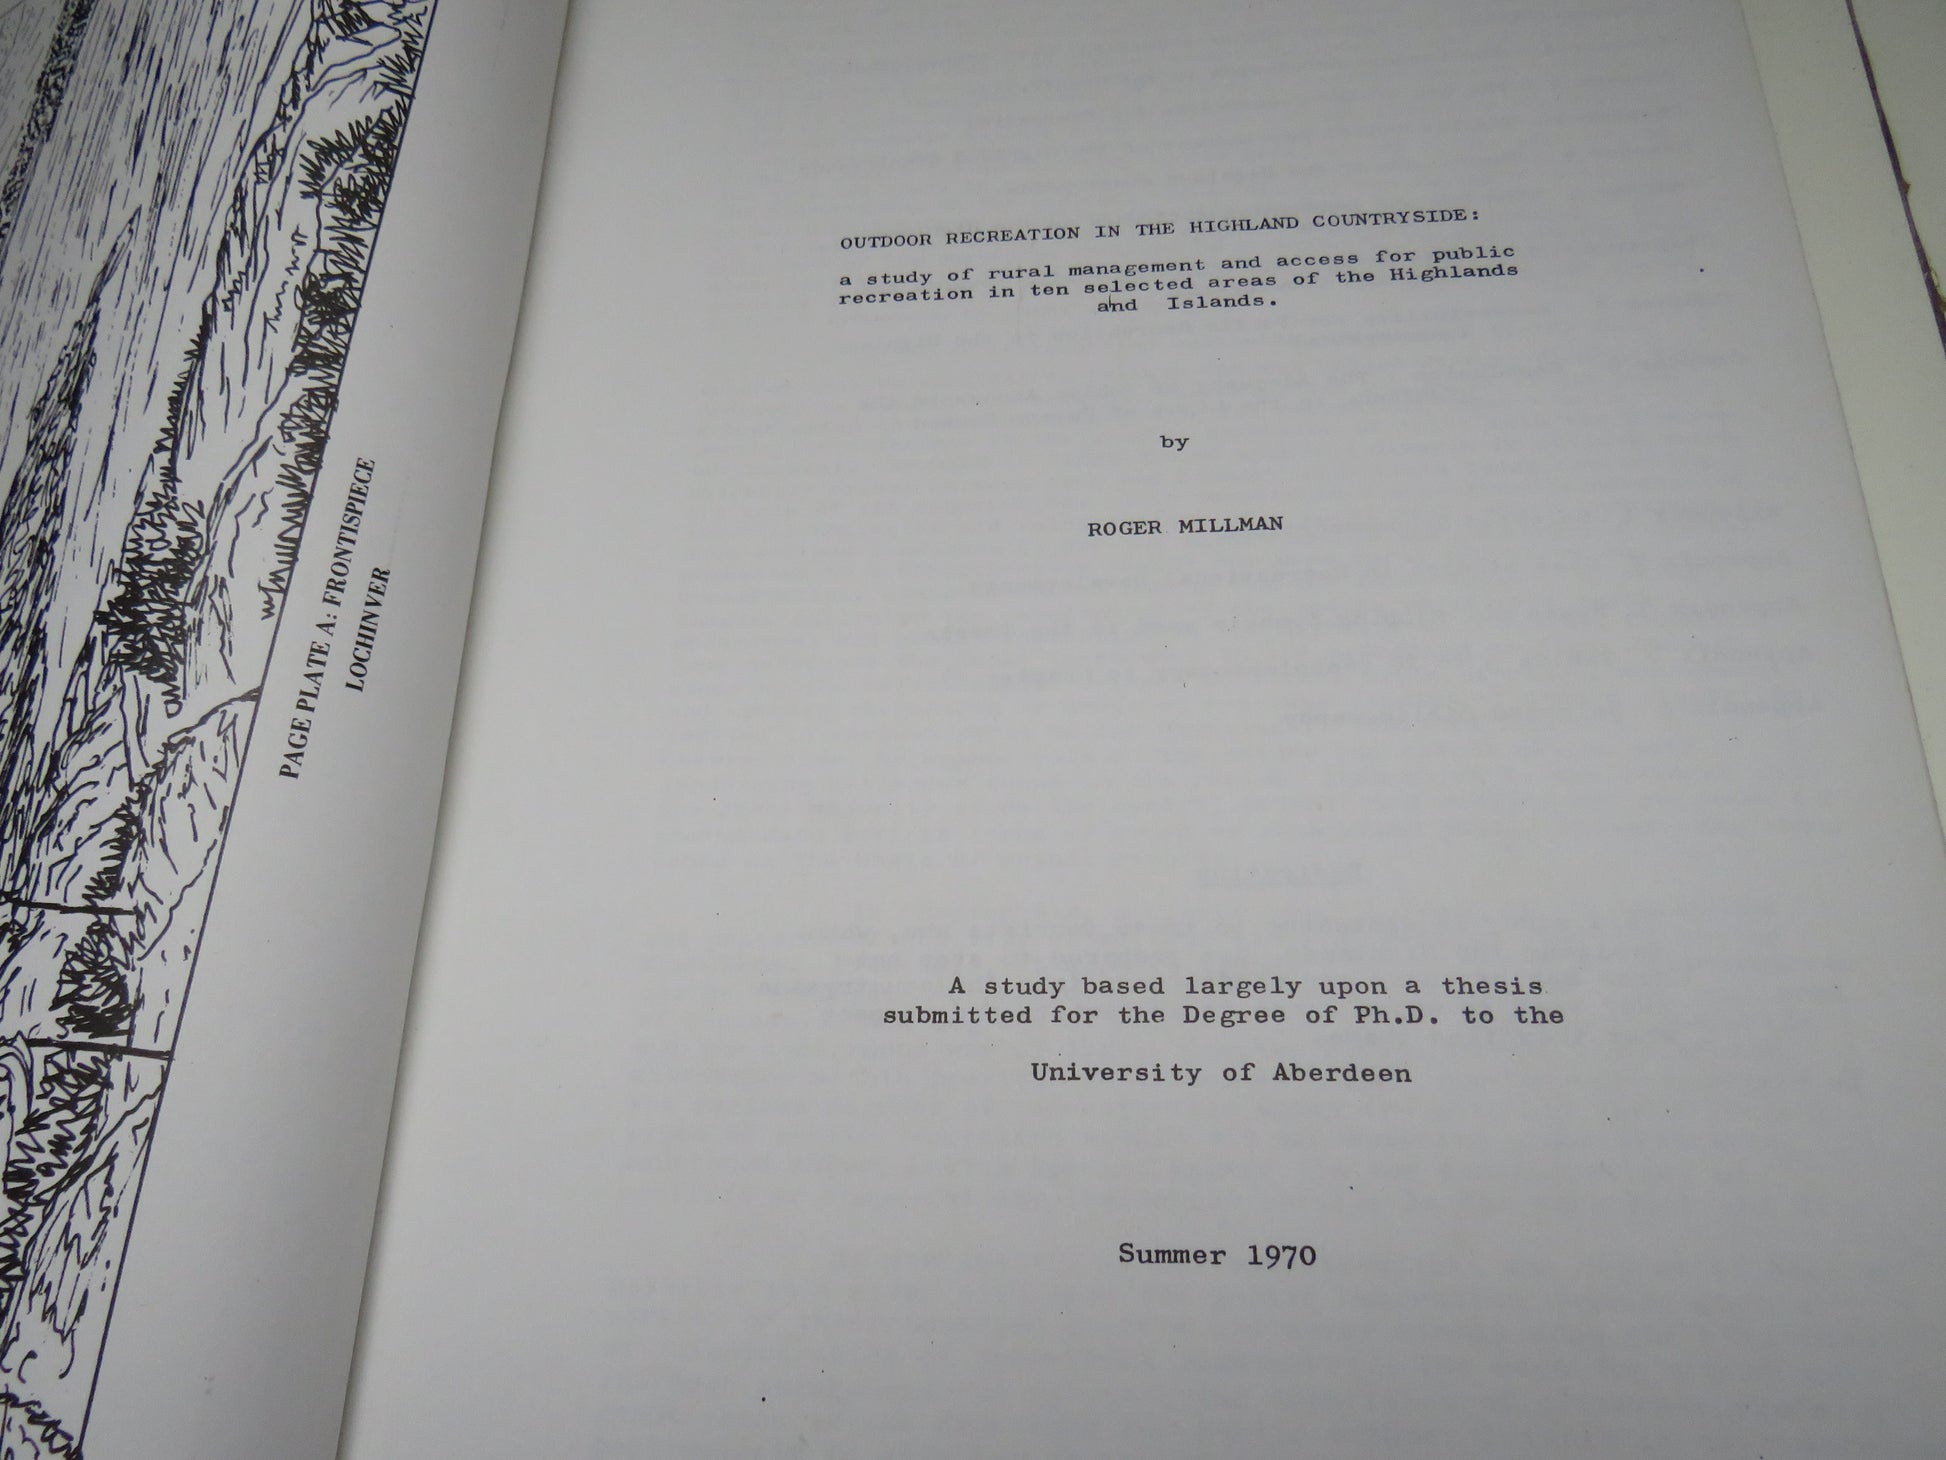 PAGE PLATE A: FRONTISPIECE
LOCHINVER
OUTDOOR RECREATION IN THE HIGHLAND COUNTRYSIDE:
a study of rural management and access for public
recreation in ten selected areas of the Highlands
and Islands.
by
ROGER MILLMAN
A study based largely upon a thesis
submitted for the Degree of Ph.D. to the
University of Aberdeen
Summer 1970